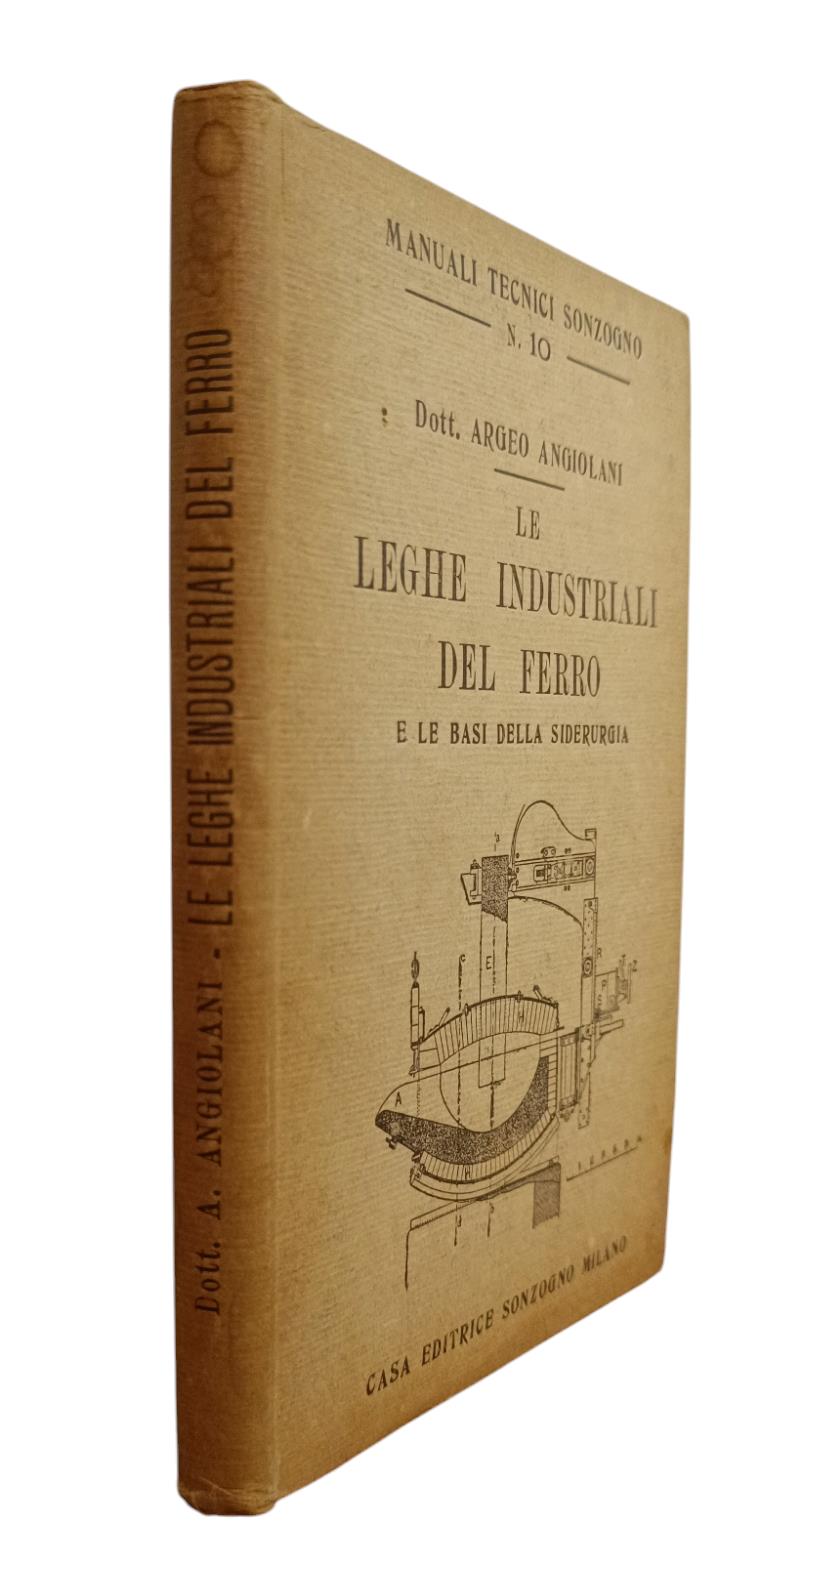 Dott. A. ANGIOLANI - LE LEGHE INDUSTRIALI DEL FERRO
MANUALI TECNICI SONZOGNO
N. 10
Dott. ARGEO ANGIOLANI
LE
LEGHE INDUSTRIALI
DEL FERRO
E LE BASI DELLA SIDERURGIA
a
c
E
R
Z
P
S
H
A
H
d
b
CASA EDITRICE SONZOGNO MILANO